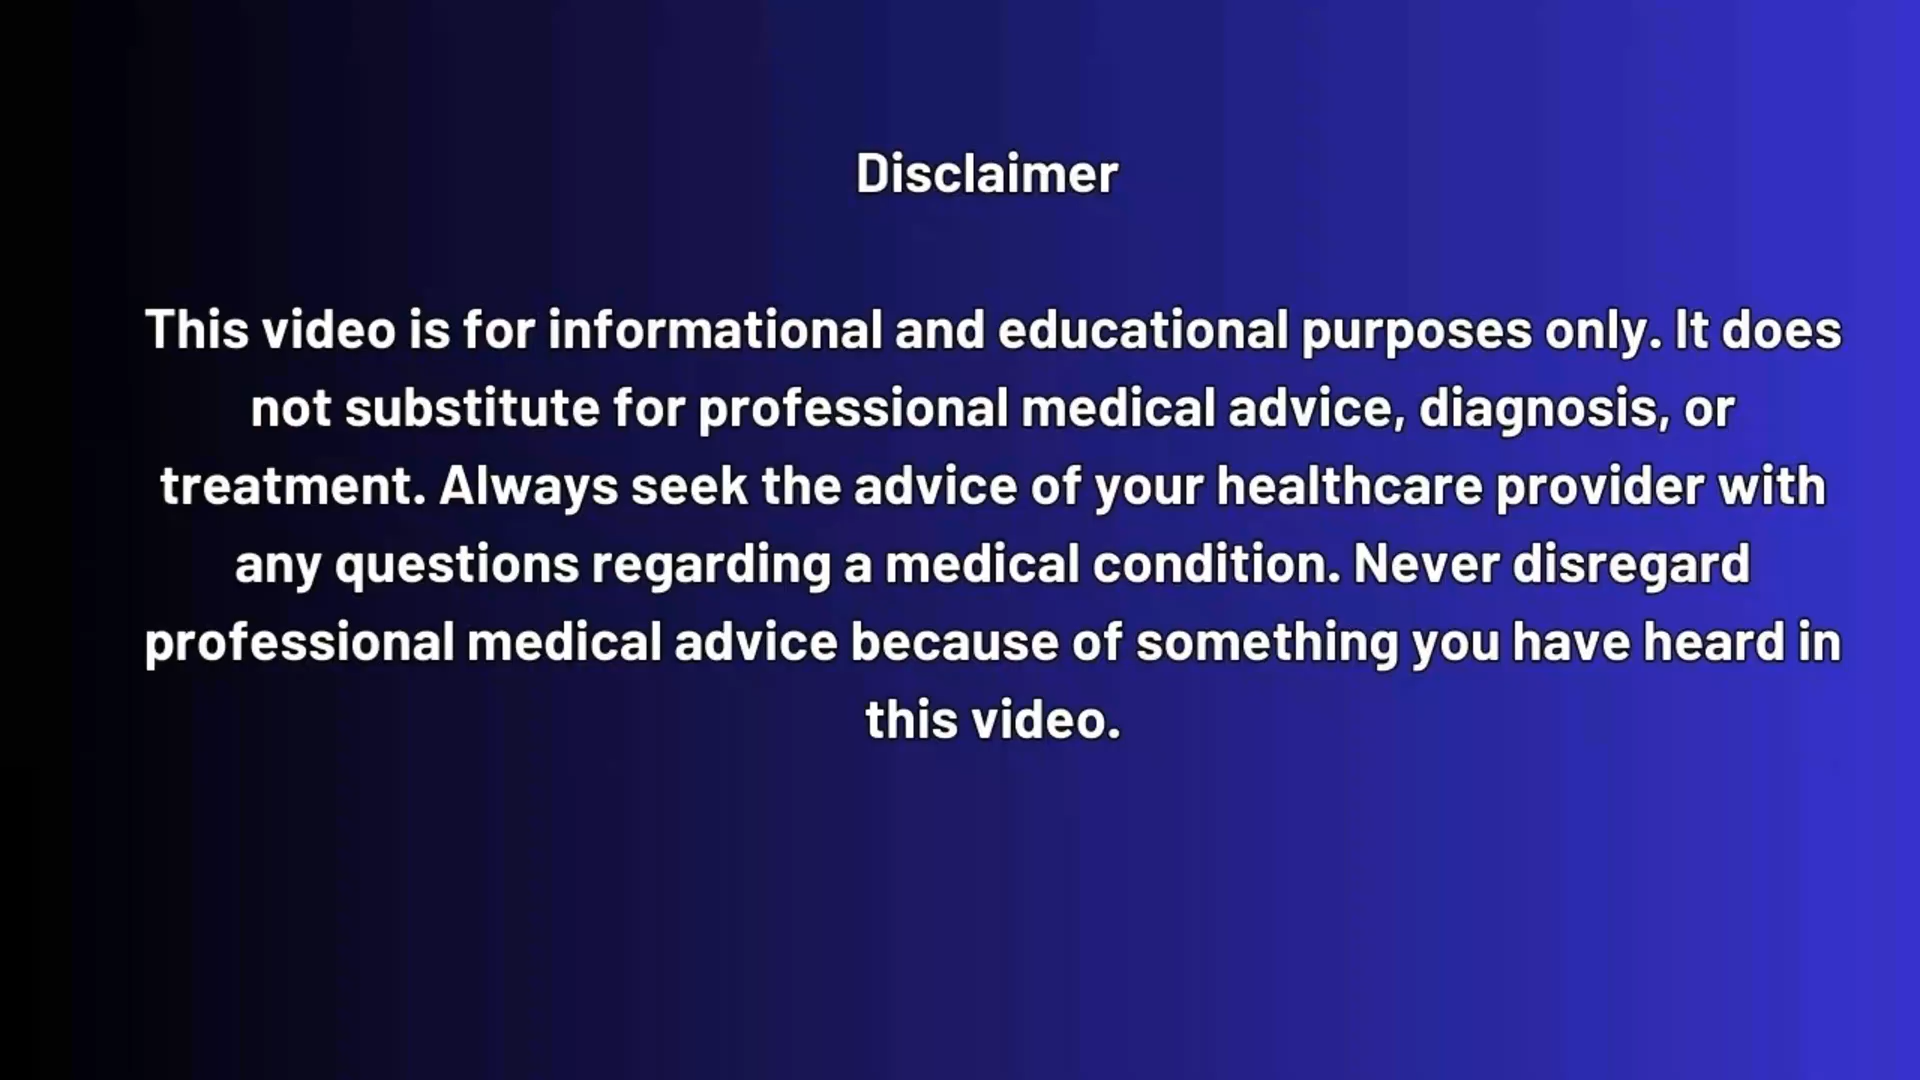 Disclaimer
This video is for informational and educational purposes only. It does
not substitute for professional medical advice, diagnosis, or
treatment. Always seek the advice of your healthcare provider with
any questions regarding a medical condition. Never disregard
professional medical advice because of something you have heard in
this video.